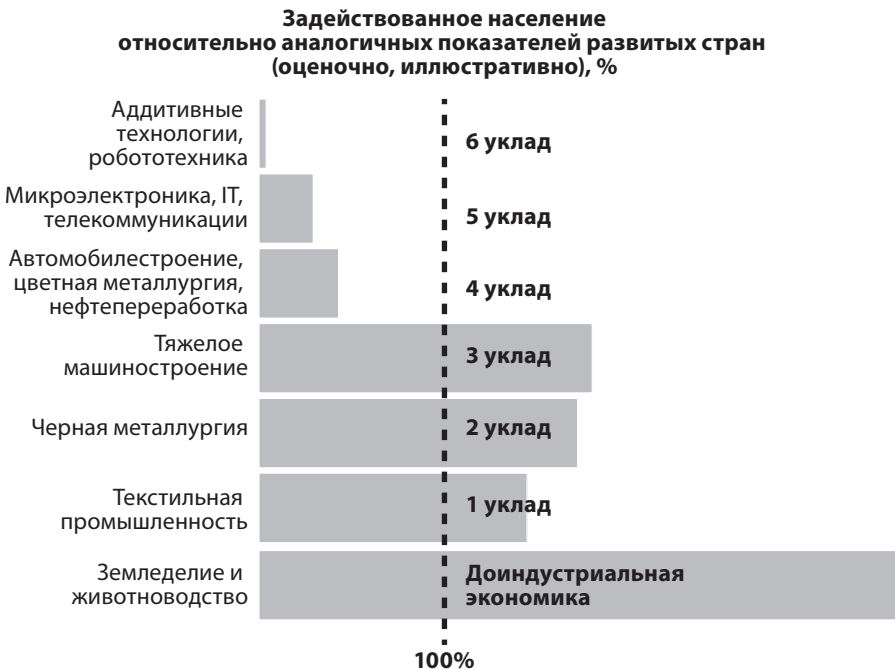 Задействованное население
относительно аналогичных показателей развитых стран
(оценочно, иллюстративно), %
Аддитивные
технологии,
робототехника
6 уклад
Микроэлектроника, IT,
телекоммуникации
5 уклад
Автомобилестроение,
цветная металлургия,
нефтепереработка
4 уклад
Тяжелое
машиностроение
3 уклад
Черная металлургия
2 уклад
Текстильная
промышленность
1 уклад
Земледелие и
животноводство
Доиндустриальная
экономика
100%